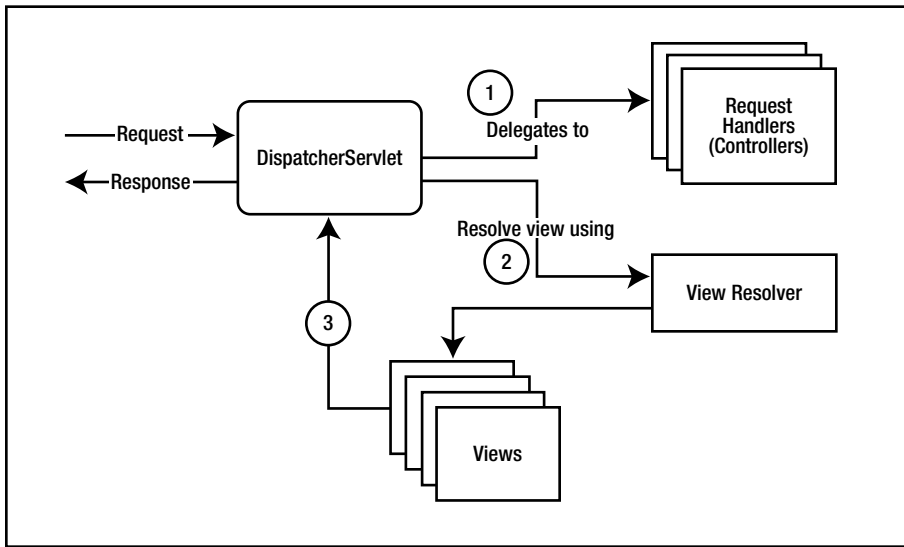 Request
Response
DispatcherServlet
1
Delegates to
Request
Handlers
(Controllers)
Resolve view using
2
View Resolver
3
Views